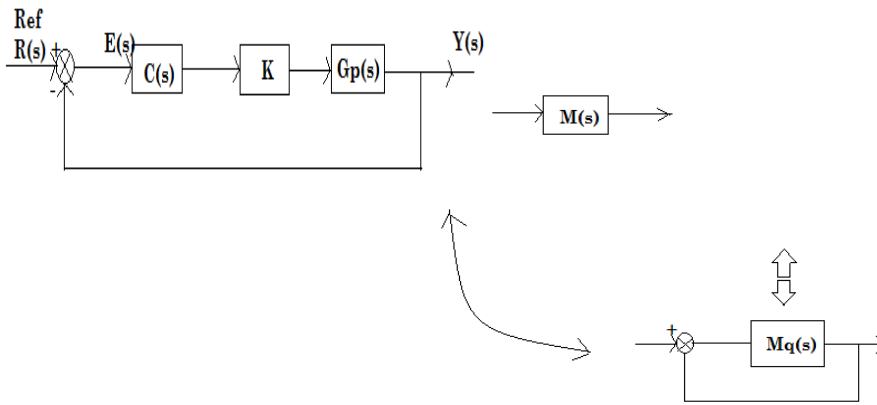 Ref
R(s) +
E(s)
Y(s)
C(s)
K
Gp(s)
-
M(s)
+
Mq(s)